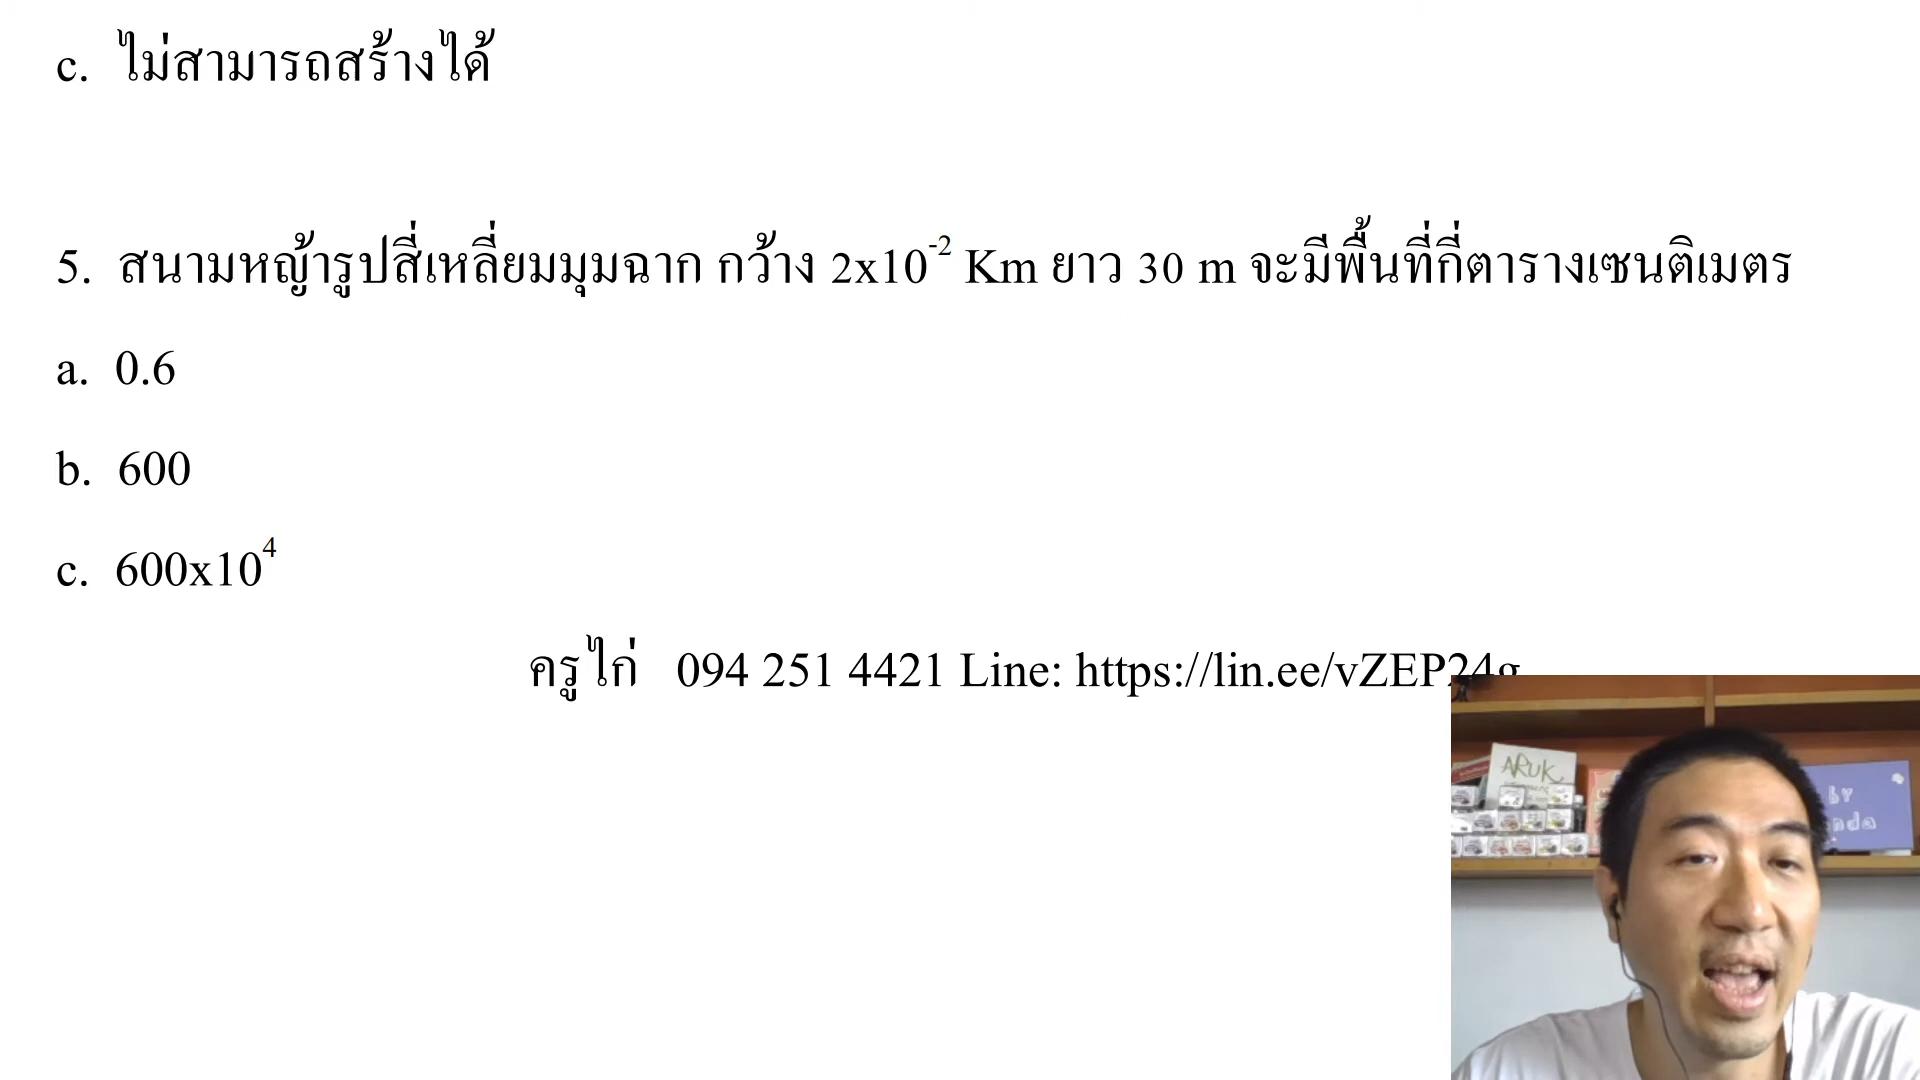 c. ไม่สามารถสร้างได้
5. สนามหญ้ารูปสี่เหลี่ยมมุมฉาก กว้าง 2x10⁻² Km ยาว 30 m จะมีพื้นที่กี่ตารางเซนติเมตร
a. 0.6
b. 600
c. 600x10⁴
ครูไก่ 094 251 4421 Line: https://lin.ee/vZEP24g
ARUK
by
nda